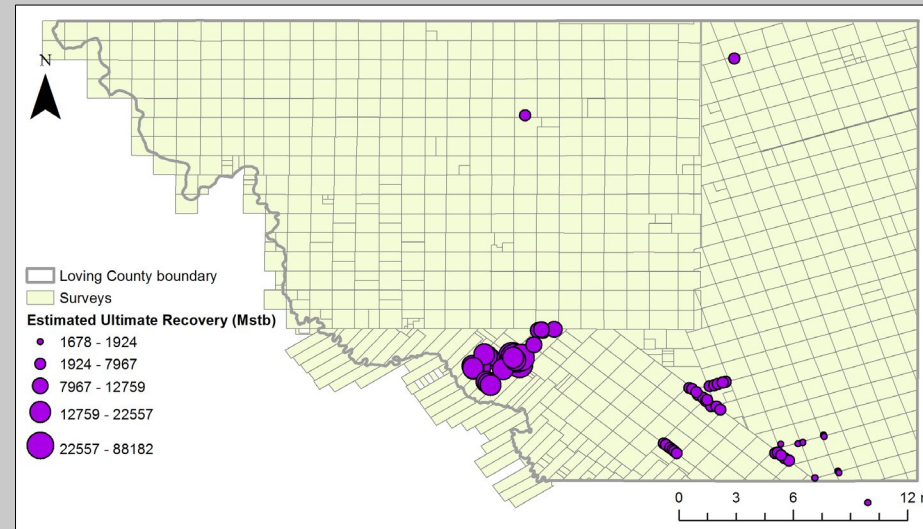 N
Loving County boundary
Surveys
Estimated Ultimate Recovery (Mstb)
1678 - 1924
1924 - 7967
7967 - 12759
12759 - 22557
22557 - 88182
0 3 6 12